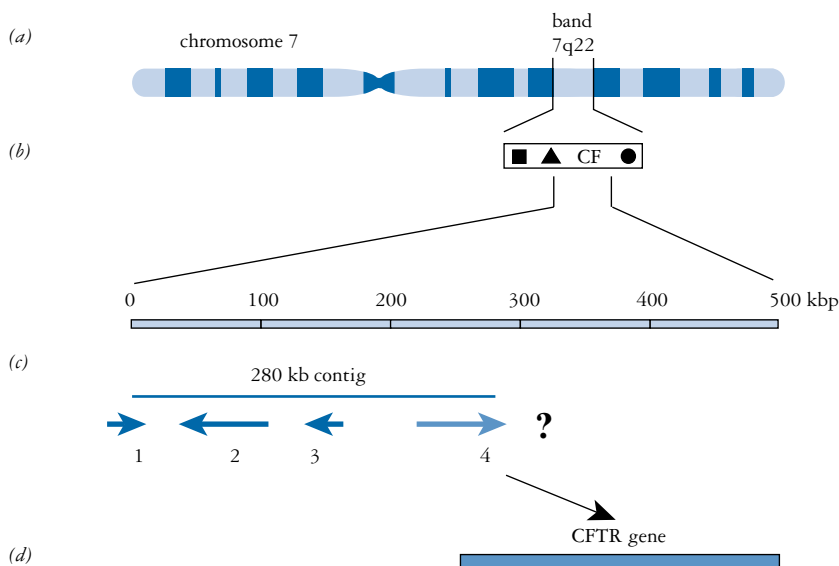 (a)
chromosome 7
band
7q22
(b)
CF
0 100 200 300 400 500 kbp
(c)
280 kb contig
?
1 2 3 4
CFTR gene
(d)